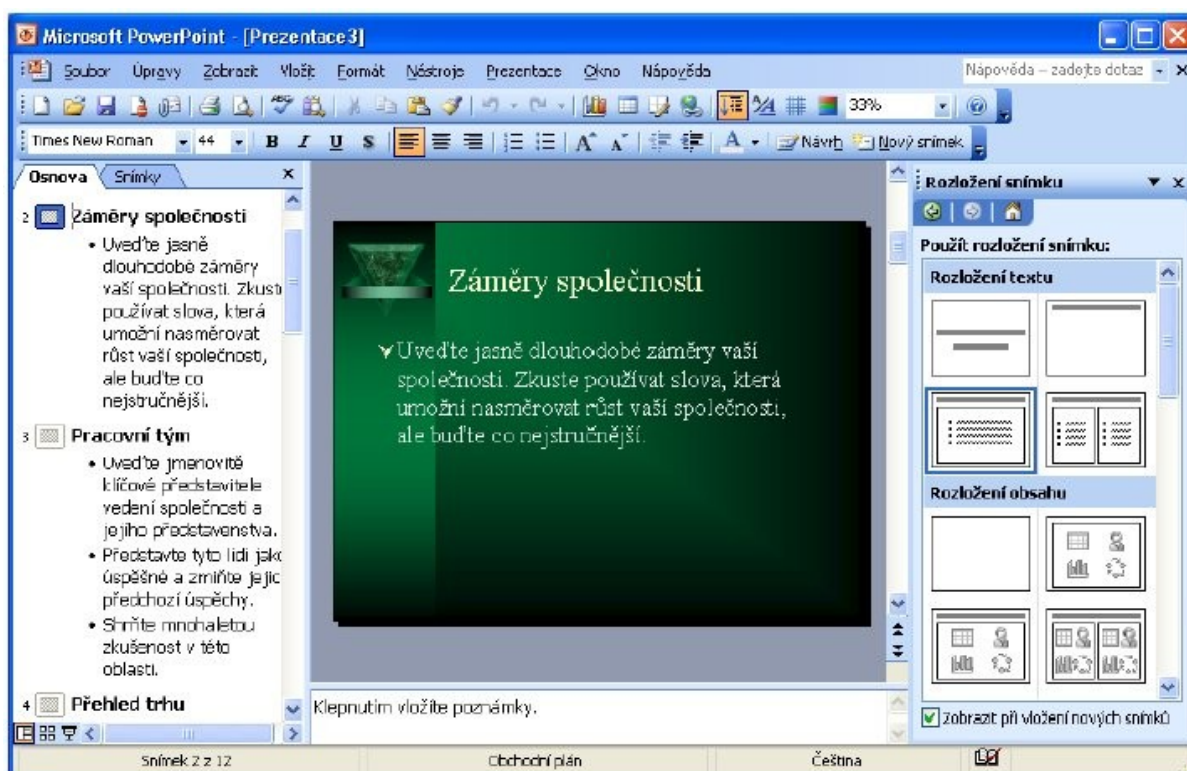 Microsoft PowerPoint - [Prezentace3]
Soubor Úpravy Zobrazit Vložit Formát Nástroje Prezentace Okno Nápověda Nápověda – zadejte dotaz
33%
Times New Roman 44 B I U S A A A Návrh Nový snímek
Osnova Snímky
2 Záměry společnosti
• Uveďte jasně
dlouhodobé záměry
vaší společnosti. Zkust
používat slova, která
umožní nasměrovat
růst vaší společnosti,
ale buďte co
nejstručnější.
3 Pracovní tým
• Uveďte jmenovitě
klíčové představitele
vedení společnosti a
jejího představenstva.
• Představte tyto lidi jako
úspěšné a zmiňte jejic
předchozí úspěchy.
• Shrňte mnohaletou
zkušenost v této
oblasti.
4 Přehled trhu
Záměry společnosti
Uveďte jasně dlouhodobé záměry vaší
společnosti. Zkuste používat slova, která
umožní nasměrovat růst vaší společnosti,
ale buďte co nejstručnější.
Klepnutím vložíte poznámky.
Rozložení snímku
Použít rozložení snímku:
Rozložení textu
Rozložení obsahu
Zobrazit při vložení nových snímků
Snímek 2 z 12 Obchodní plán Čeština